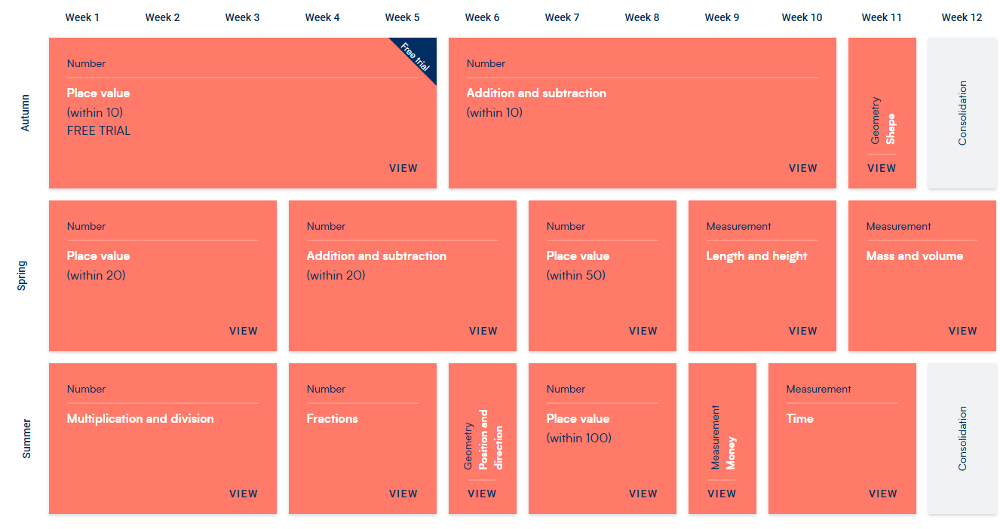 Week 1 Week 2 Week 3 Week 4 Week 5 Week 6 Week 7 Week 8 Week 9 Week 10 Week 11 Week 12
Autumn
Number
Free trial
Place value
(within 10)
FREE TRIAL
VIEW
Number
Addition and subtraction
(within 10)
VIEW
Geometry
Shape
VIEW
Consolidation
Spring
Number
Place value
(within 20)
VIEW
Number
Addition and subtraction
(within 20)
VIEW
Number
Place value
(within 50)
VIEW
Measurement
Length and height
VIEW
Measurement
Mass and volume
VIEW
Summer
Number
Multiplication and division
VIEW
Number
Fractions
VIEW
Geometry
Position and
direction
VIEW
Number
Place value
(within 100)
VIEW
Measurement
Money
VIEW
Measurement
Time
VIEW
Consolidation